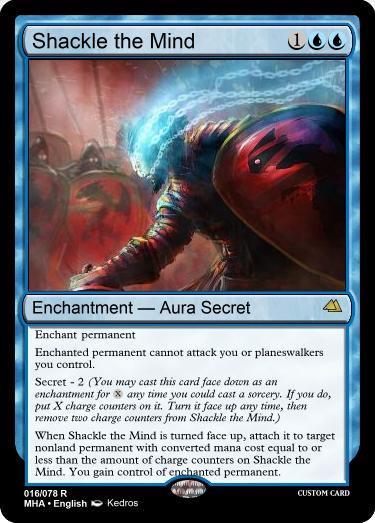 Shackle the Mind 1
Enchantment — Aura Secret
Enchant permanent
Enchanted permanent cannot attack you or planeswalkers
you control.
Secret - 2 (You may cast this card face down as an
enchantment for X any time you could cast a sorcery. If you do,
put X charge counters on it. Turn it face up any time, then
remove two charge counters from Shackle the Mind.)
When Shackle the Mind is turned face up, attach it to target
nonland permanent with converted mana cost equal to or
less than the amount of charge counters on Shackle the
Mind. You gain control of enchanted permanent.
016/078 R
MHA • English Kedros
CUSTOM CARD